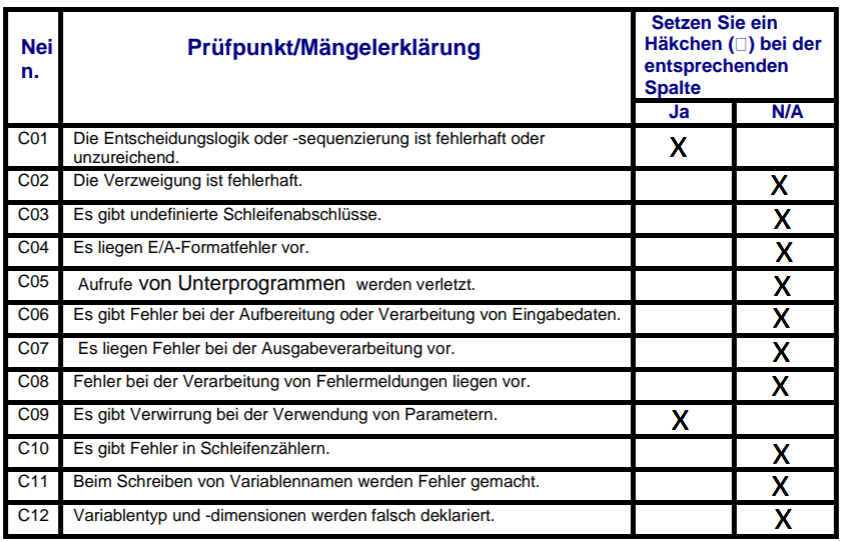 Nei
n.
Prüfpunkt/Mängelerklärung
Setzen Sie ein
Häkchen (□) bei der
entsprechenden
Spalte
Ja N/A
C01 Die Entscheidungslogik oder -sequenzierung ist fehlerhaft oder
unzureichend. X
C02 Die Verzweigung ist fehlerhaft. X
C03 Es gibt undefinierte Schleifenabschlüsse. X
C04 Es liegen E/A-Formatfehler vor. X
C05 Aufrufe von Unterprogrammen werden verletzt. X
C06 Es gibt Fehler bei der Aufbereitung oder Verarbeitung von Eingabedaten. X
C07 Es liegen Fehler bei der Ausgabeverarbeitung vor. X
C08 Fehler bei der Verarbeitung von Fehlermeldungen liegen vor. X
C09 Es gibt Verwirrung bei der Verwendung von Parametern. X
C10 Es gibt Fehler in Schleifenzählern. X
C11 Beim Schreiben von Variablennamen werden Fehler gemacht. X
C12 Variablentyp und -dimensionen werden falsch deklariert. X